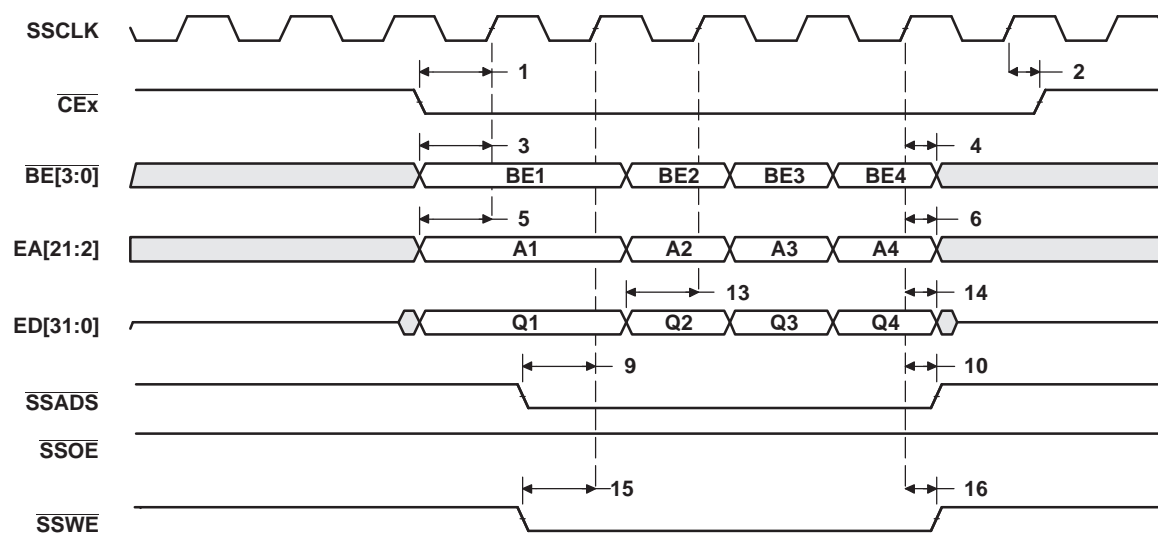 SSCLK
1 2
CEx
3 4
BE[3:0] BE1 BE2 BE3 BE4
5 6
EA[21:2] A1 A2 A3 A4
13 14
ED[31:0] Q1 Q2 Q3 Q4
9 10
SSADS
SSOE
15 16
SSWE